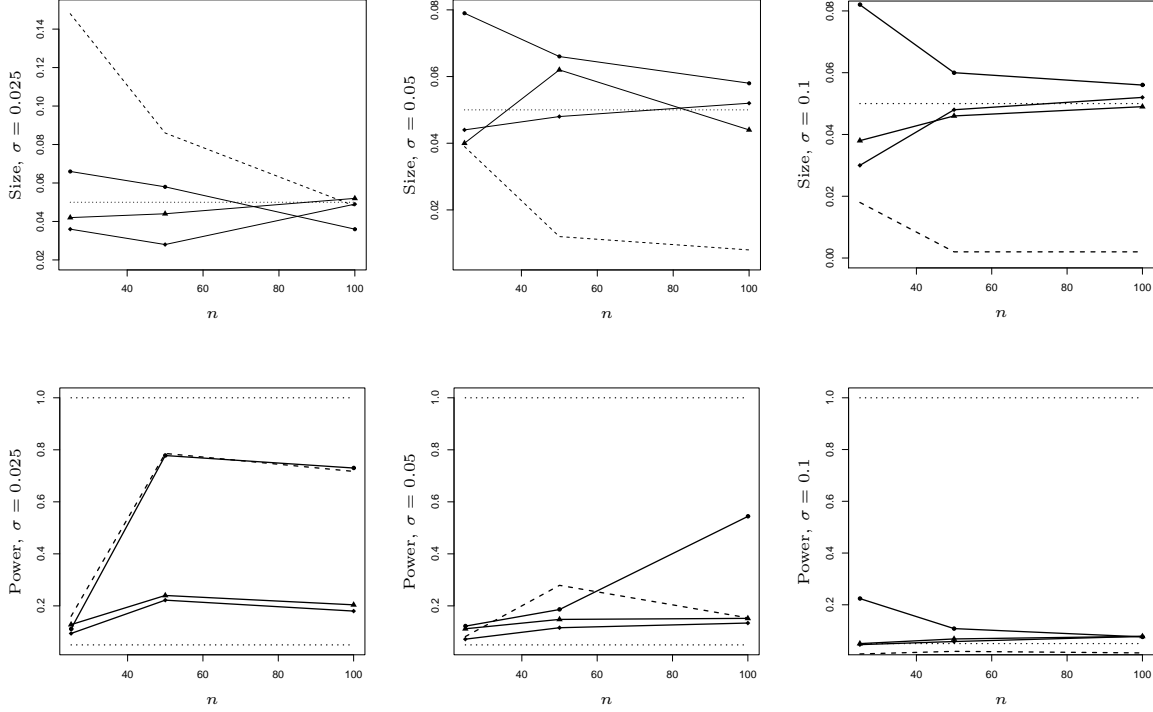 Size, σ = 0.025
0.02 0.04 0.06 0.08 0.10 0.12 0.14
40 60 80 100
n
Size, σ = 0.05
0.02 0.04 0.06 0.08
40 60 80 100
n
Size, σ = 0.1
0.00 0.02 0.04 0.06 0.08
40 60 80 100
n
Power, σ = 0.025
0.2 0.4 0.6 0.8 1.0
40 60 80 100
n
Power, σ = 0.05
0.2 0.4 0.6 0.8 1.0
40 60 80 100
n
Power, σ = 0.1
0.2 0.4 0.6 0.8 1.0
40 60 80 100
n